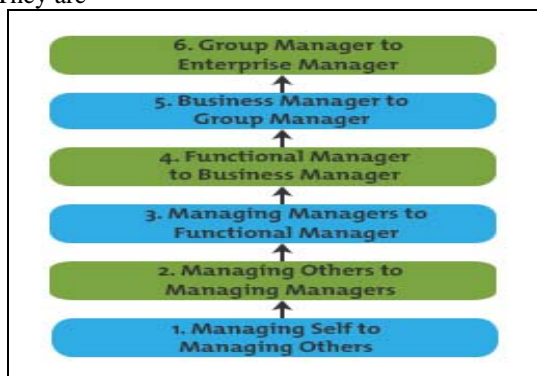 They are
6. Group Manager to
Enterprise Manager
5. Business Manager to
Group Manager
4. Functional Manager
to Business Manager
3. Managing Managers to
Functional Manager
2. Managing Others to
Managing Managers
1. Managing Self to
Managing Others